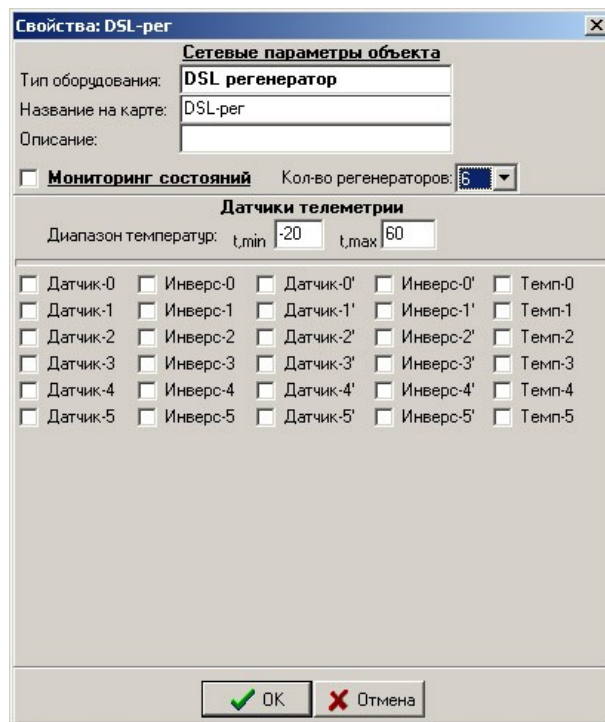 Свойства: DSL-рег
Сетевые параметры объекта
Тип оборудования: DSL регенератор
Название на карте: DSL-рег
Описание:
Мониторинг состояний Кол-во регенераторов: 6
Датчики телеметрии
Диапазон температур: t,min -20 t,max 60
Датчик-0 Инверс-0 Датчик-0' Инверс-0' Темп-0
Датчик-1 Инверс-1 Датчик-1' Инверс-1' Темп-1
Датчик-2 Инверс-2 Датчик-2' Инверс-2' Темп-2
Датчик-3 Инверс-3 Датчик-3' Инверс-3' Темп-3
Датчик-4 Инверс-4 Датчик-4' Инверс-4' Темп-4
Датчик-5 Инверс-5 Датчик-5' Инверс-5' Темп-5
OK Отмена